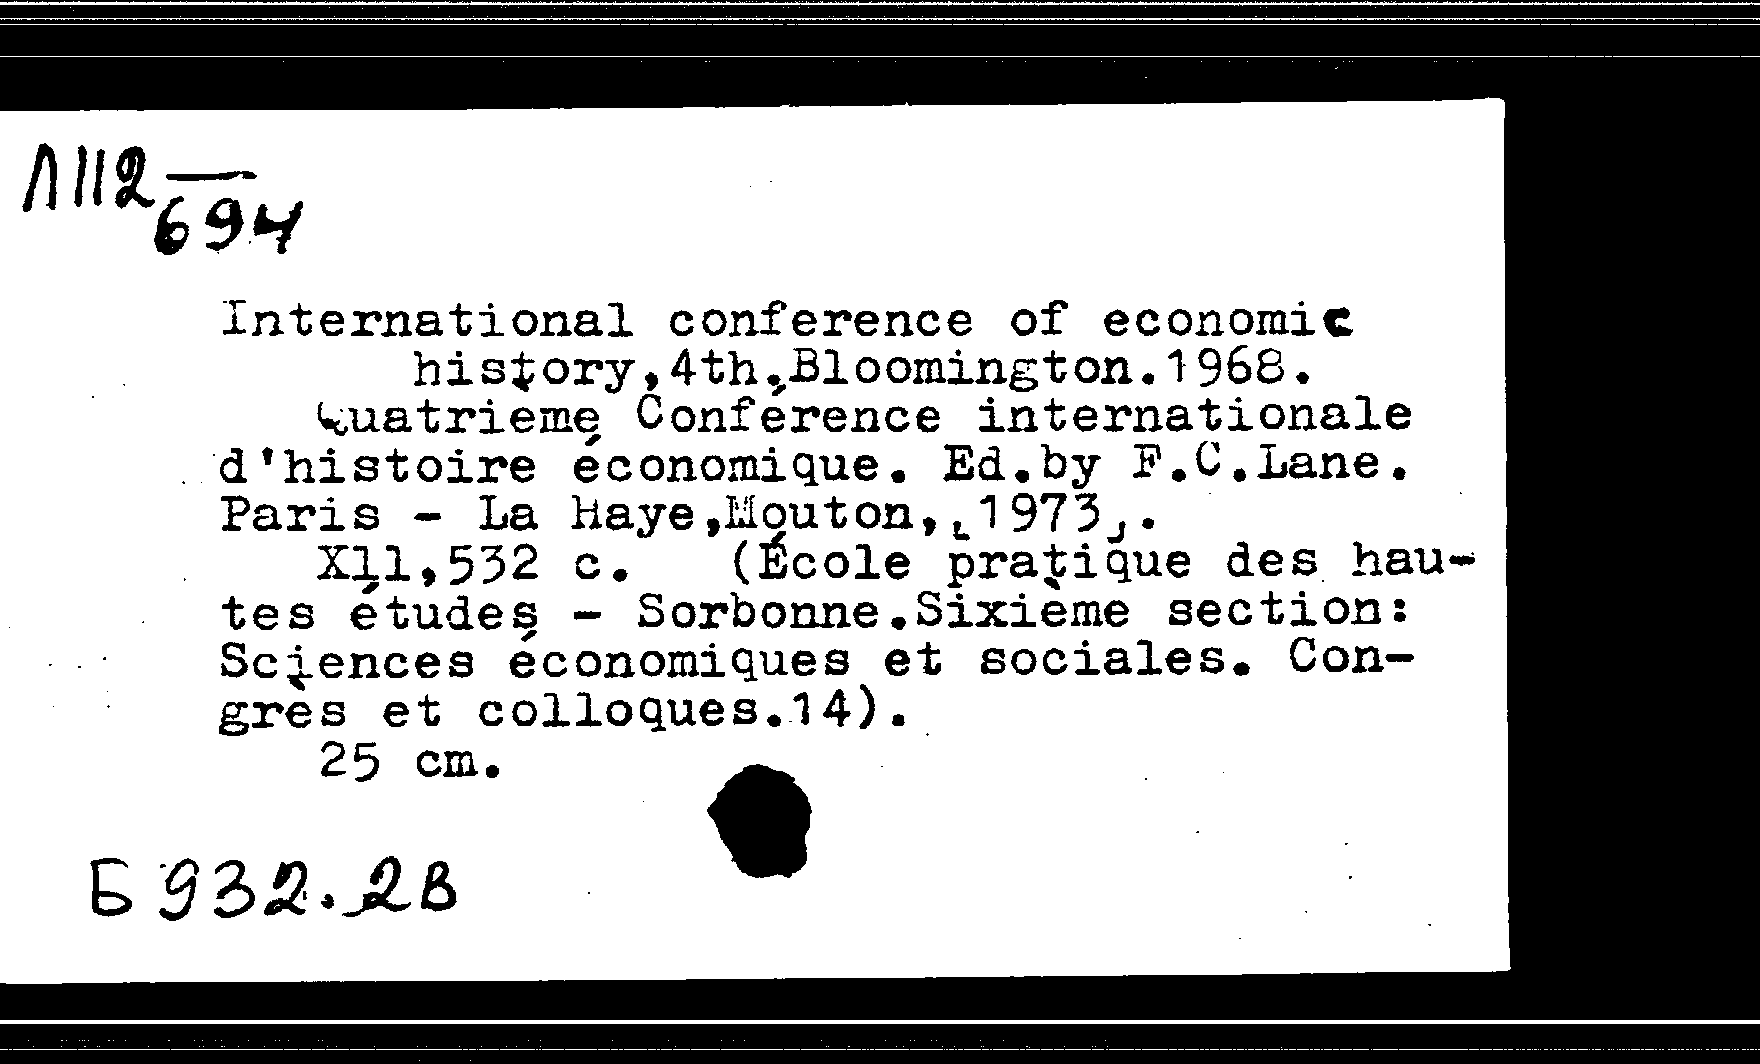 Л112—
694
International conference of economic
history,4th.,Bloomington.1968.
Quatrieme Conférence internationale
d'histoire économique. Ed.by F.C.Lane.
Paris - La Haye,Mouton,[1973].
X11,532 c. (École pratique des hau-
tes études - Sorbonne.Sixième section:
Sciences économiques et sociales. Con-
grès et colloques.14).
25 cm.
Б932.2В